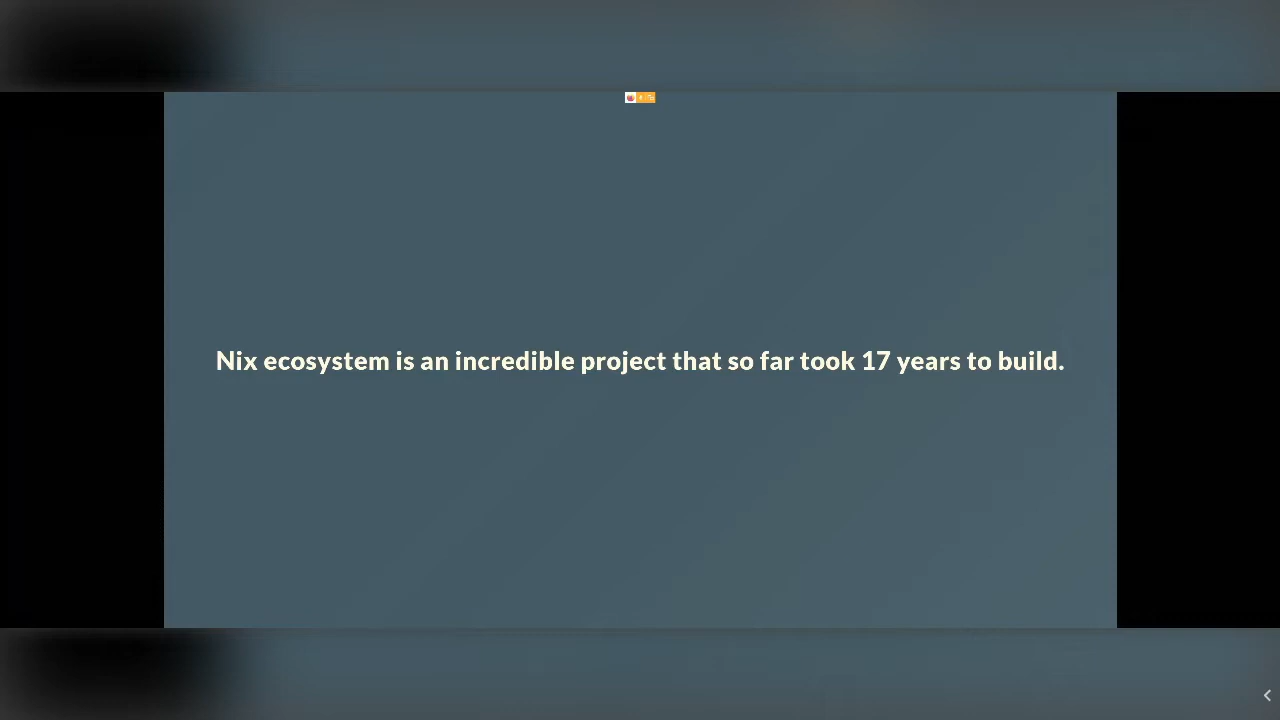 Nix ecosystem is an incredible project that so far took 17 years to build.